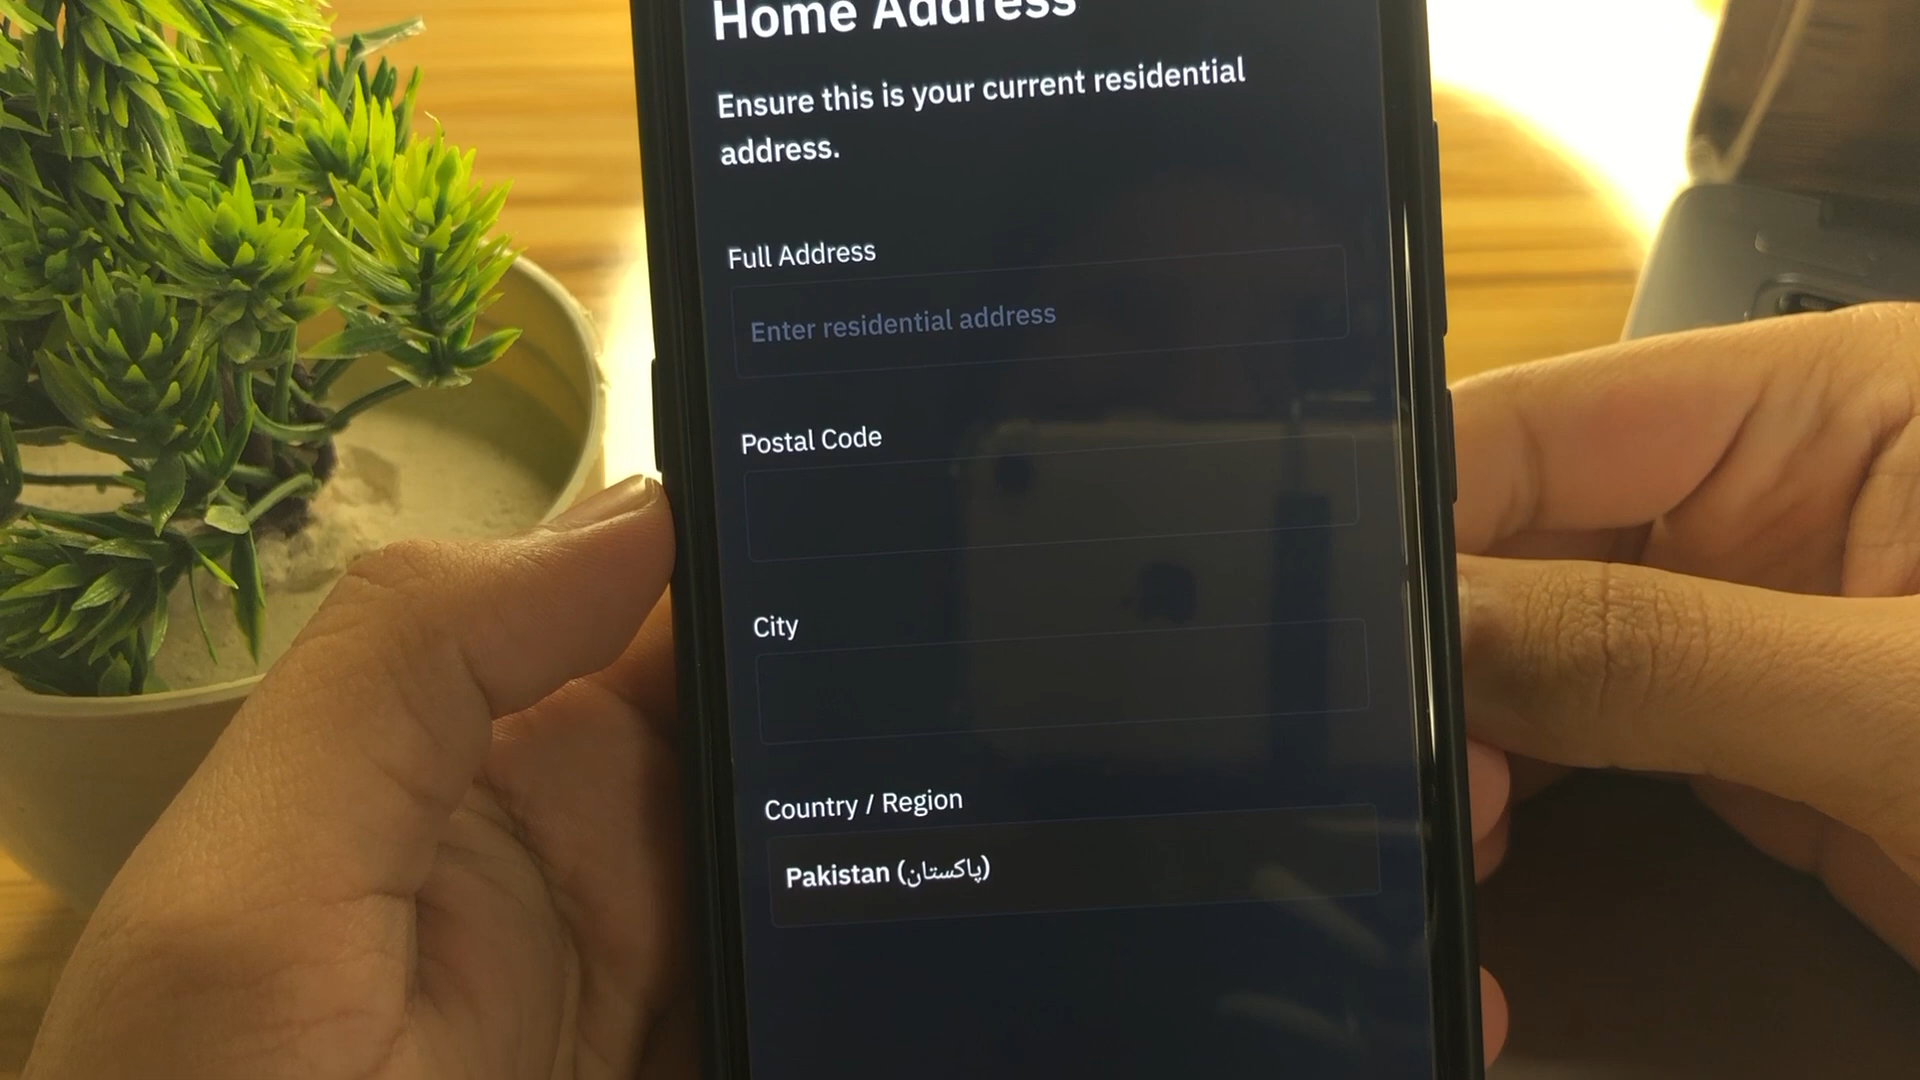 Home Address
Ensure this is your current residential
address.
Full Address
Enter residential address
Postal Code
City
Country / Region
Pakistan (پاکستان)